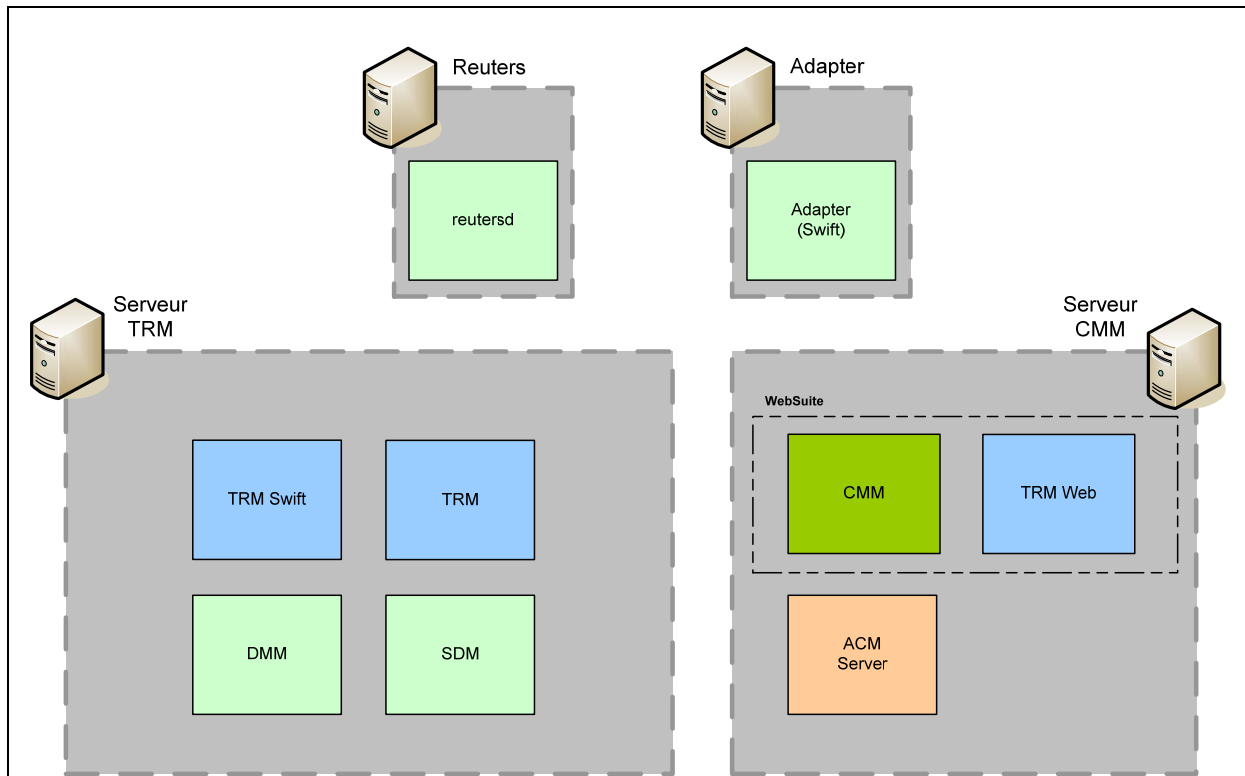 Reuters
Adapter
reutersd
Adapter
(Swift)
Serveur
TRM
Serveur
CMM
WebSuite
TRM Swift
TRM
CMM
TRM Web
DMM
SDM
ACM
Server